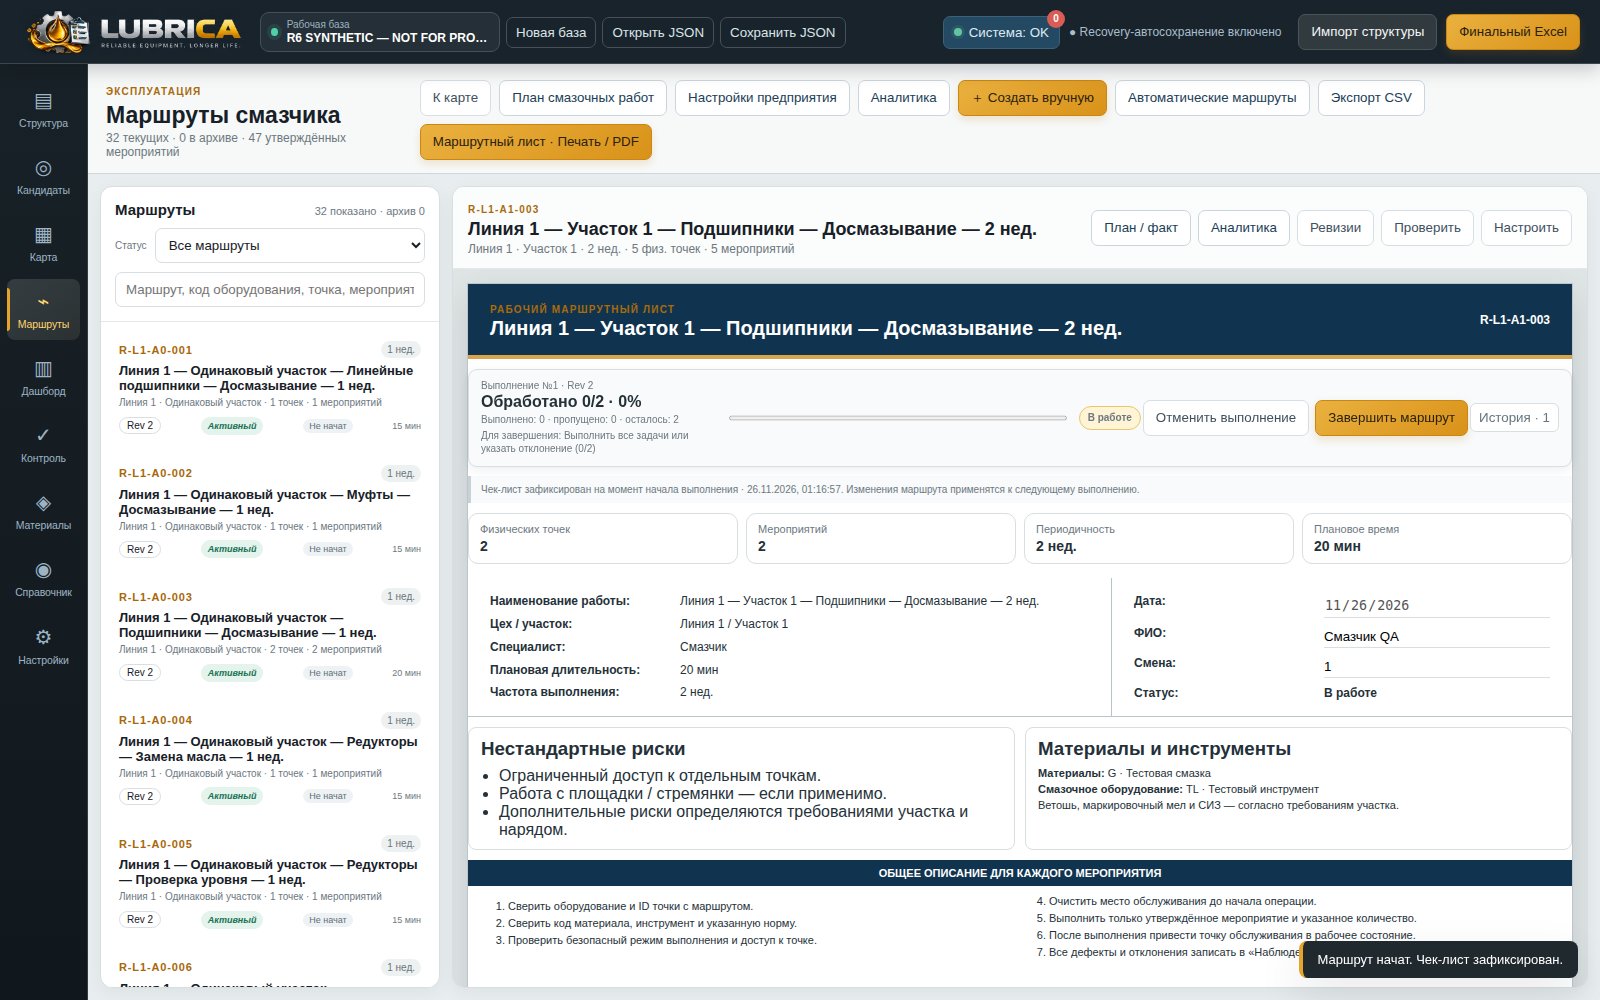 LUBRICA
RELIABLE EQUIPMENT. LONGER LIFE.
Рабочая база
R6 SYNTHETIC — NOT FOR PRO…
Новая база
Открыть JSON
Сохранить JSON
Система: OK
0
● Recovery-автосохранение включено
Импорт структуры
Финальный Excel
Структура
Кандидаты
Карта
Маршруты
Дашборд
Контроль
Материалы
Справочник
Настройки
ЭКСПЛУАТАЦИЯ
Маршруты смазчика
32 текущих · 0 в архиве · 47 утверждённых
мероприятий
К карте
План смазочных работ
Настройки предприятия
Аналитика
+ Создать вручную
Автоматические маршруты
Экспорт CSV
Маршрутный лист · Печать / PDF
Маршруты
32 показано · архив 0
Статус
Все маршруты
Маршрут, код оборудования, точка, мероприят
R-L1-A0-001
1 нед.
Линия 1 — Одинаковый участок — Линейные
подшипники — Досмазывание — 1 нед.
Линия 1 · Одинаковый участок · 1 точек · 1 мероприятий
Rev 2
Активный
Не начат
15 мин
R-L1-A0-002
1 нед.
Линия 1 — Одинаковый участок — Муфты —
Досмазывание — 1 нед.
Линия 1 · Одинаковый участок · 1 точек · 1 мероприятий
Rev 2
Активный
Не начат
15 мин
R-L1-A0-003
1 нед.
Линия 1 — Одинаковый участок —
Подшипники — Досмазывание — 1 нед.
Линия 1 · Одинаковый участок · 2 точек · 2 мероприятий
Rev 2
Активный
Не начат
20 мин
R-L1-A0-004
1 нед.
Линия 1 — Одинаковый участок — Редукторы
— Замена масла — 1 нед.
Линия 1 · Одинаковый участок · 1 точек · 1 мероприятий
Rev 2
Активный
Не начат
15 мин
R-L1-A0-005
1 нед.
Линия 1 — Одинаковый участок — Редукторы
— Проверка уровня — 1 нед.
Линия 1 · Одинаковый участок · 1 точек · 1 мероприятий
Rev 2
Активный
Не начат
15 мин
R-L1-A0-006
1 нед.
Линия 1 — Одинаковый участок —
R-L1-A1-003
Линия 1 — Участок 1 — Подшипники — Досмазывание — 2 нед.
Линия 1 · Участок 1 · 2 нед. · 5 физ. точек · 5 мероприятий
План / факт
Аналитика
Ревизии
Проверить
Настроить
РАБОЧИЙ МАРШРУТНЫЙ ЛИСТ
Линия 1 — Участок 1 — Подшипники — Досмазывание — 2 нед.
R-L1-A1-003
Выполнение №1 · Rev 2
Обработано 0/2 · 0%
Выполнено: 0 · пропущено: 0 · осталось: 2
Для завершения: Выполнить все задачи или
указать отклонение (0/2)
В работе
Отменить выполнение
Завершить маршрут
История · 1
Чек-лист зафиксирован на момент начала выполнения · 26.11.2026, 01:16:57. Изменения маршрута применятся к следующему выполнению.
Физических точек
2
Мероприятий
2
Периодичность
2 нед.
Плановое время
20 мин
Наименование работы: Линия 1 — Участок 1 — Подшипники — Досмазывание — 2 нед.
Цех / участок: Линия 1 / Участок 1
Специалист: Смазчик
Плановая длительность: 20 мин
Частота выполнения: 2 нед.
Дата: 11/26/2026
ФИО: Смазчик QA
Смена: 1
Статус: В работе
Нестандартные риски
• Ограниченный доступ к отдельным точкам.
• Работа с площадки / стремянки — если применимо.
• Дополнительные риски определяются требованиями участка и
нарядом.
Материалы и инструменты
Материалы: G · Тестовая смазка
Смазочное оборудование: TL · Тестовый инструмент
Ветошь, маркировочный мел и СИЗ — согласно требованиям участка.
ОБЩЕЕ ОПИСАНИЕ ДЛЯ КАЖДОГО МЕРОПРИЯТИЯ
1. Сверить оборудование и ID точки с маршрутом.
2. Сверить код материала, инструмент и указанную норму.
3. Проверить безопасный режим выполнения и доступ к точке.
4. Очистить место обслуживания до начала операции.
5. Выполнить только утверждённое мероприятие и указанное количество.
6. После выполнения привести точку обслуживания в рабочее состояние.
7. Все дефекты и отклонения записать в «Наблюде
Маршрут начат. Чек-лист зафиксирован.